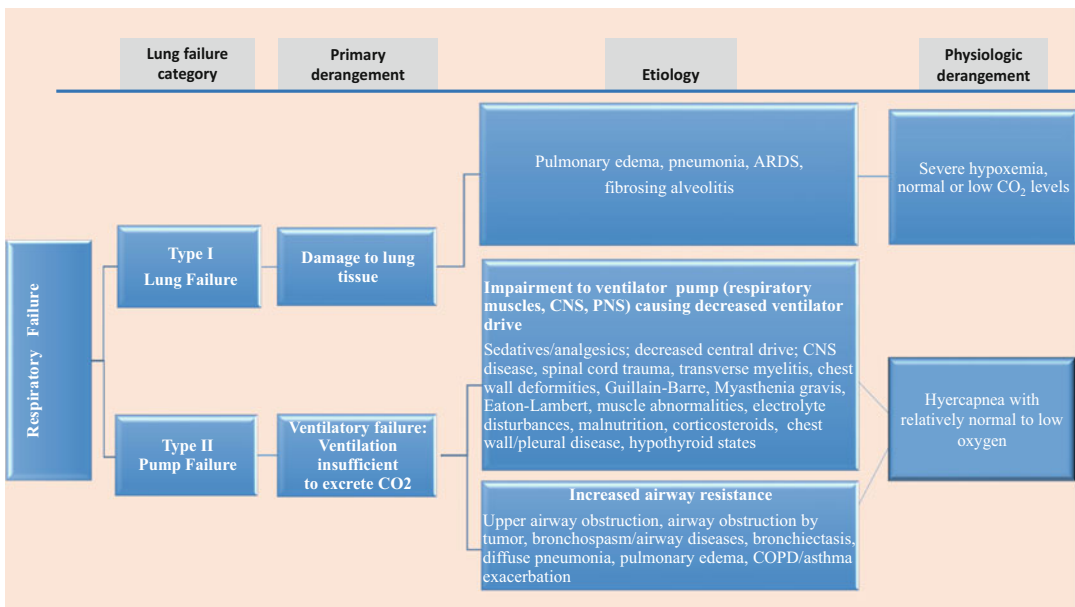 Lung failure
category
Primary
derangement
Etiology
Physiologic
derangement
Respiratory Failure
Type I
Lung Failure
Damage to lung
tissue
Pulmonary edema, pneumonia, ARDS,
fibrosing alveolitis
Severe hypoxemia,
normal or low CO₂ levels
Type II
Pump Failure
Ventilatory failure:
Ventilation
insufficient
to excrete CO2
Impairment to ventilator pump (respiratory
muscles, CNS, PNS) causing decreased ventilator
drive
Sedatives/analgesics; decreased central drive; CNS
disease, spinal cord trauma, transverse myelitis, chest
wall deformities, Guillain-Barre, Myasthenia gravis,
Eaton-Lambert, muscle abnormalities, electrolyte
disturbances, malnutrition, corticosteroids, chest
wall/pleural disease, hypothyroid states
Increased airway resistance
Upper airway obstruction, airway obstruction by
tumor, bronchospasm/airway diseases, bronchiectasis,
diffuse pneumonia, pulmonary edema, COPD/asthma
exacerbation
Hyercapnea with
relatively normal to low
oxygen